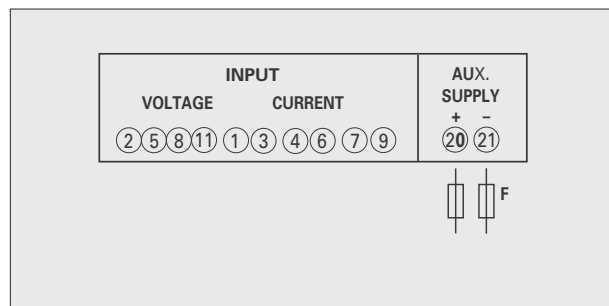 INPUT
VOLTAGE CURRENT
2 5 8 11 1 3 4 6 7 9
AUX.
SUPPLY
+ –
20 21
F